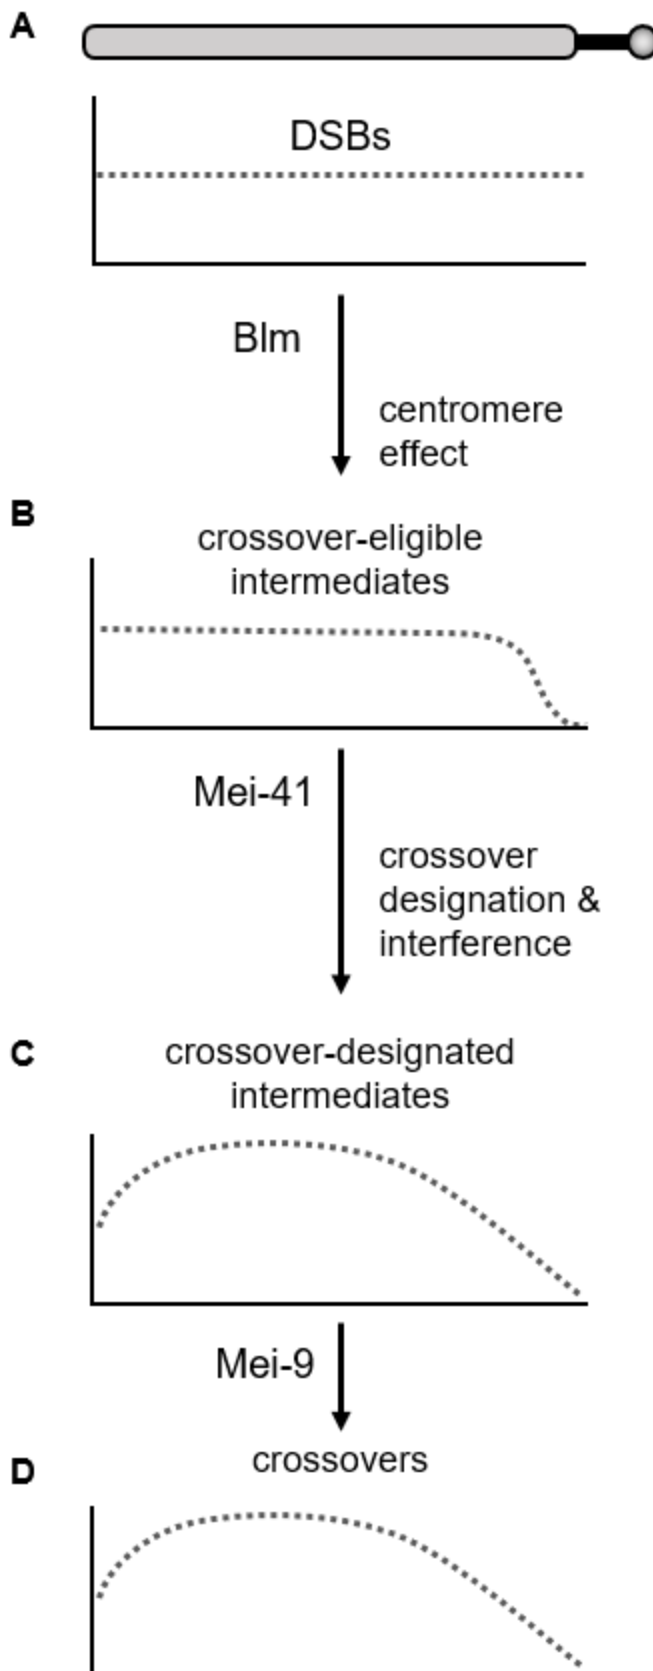 A
DSBs
Blm
centromere
effect
B
crossover-eligible
intermediates
Mei-41
crossover
designation &
interference
C
crossover-designated
intermediates
Mei-9
D
crossovers